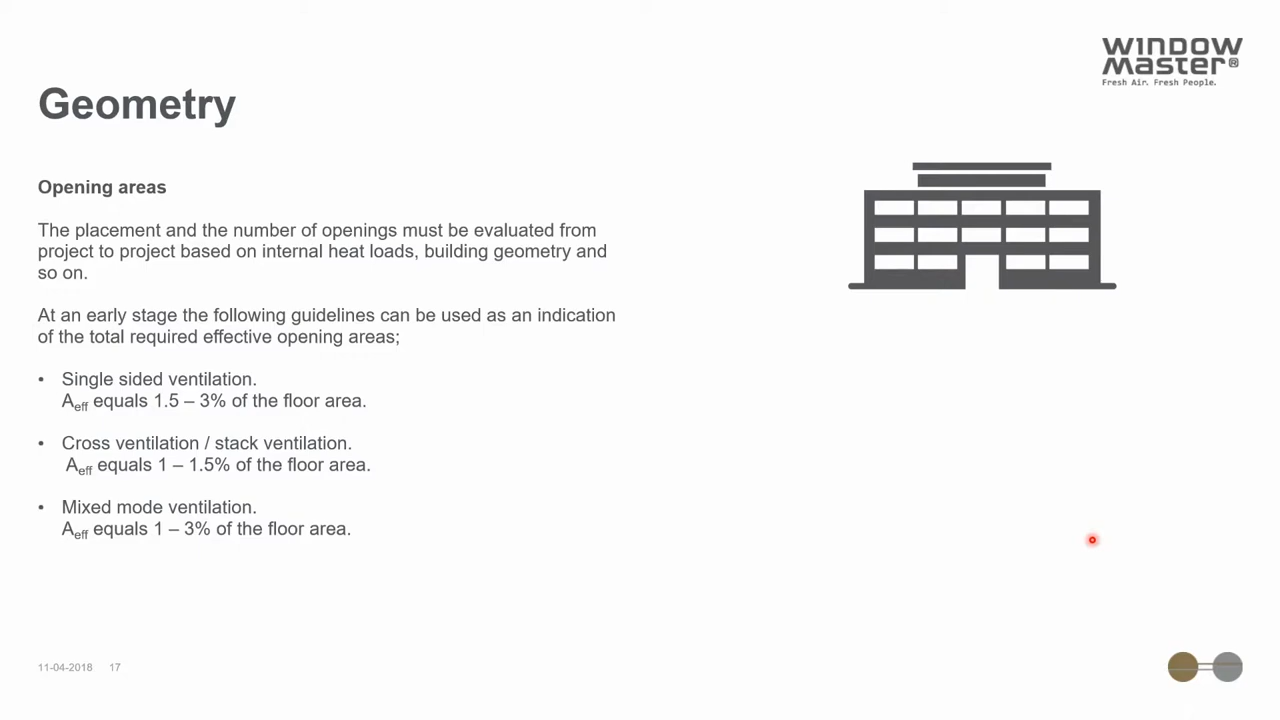 WINDOW
Master®
Fresh Air. Fresh People.
Geometry
Opening areas
The placement and the number of openings must be evaluated from
project to project based on internal heat loads, building geometry and
so on.
At an early stage the following guidelines can be used as an indication
of the total required effective opening areas;
• Single sided ventilation.
Aeff equals 1.5 – 3% of the floor area.
• Cross ventilation / stack ventilation.
Aeff equals 1 – 1.5% of the floor area.
• Mixed mode ventilation.
Aeff equals 1 – 3% of the floor area.
11-04-2018 17